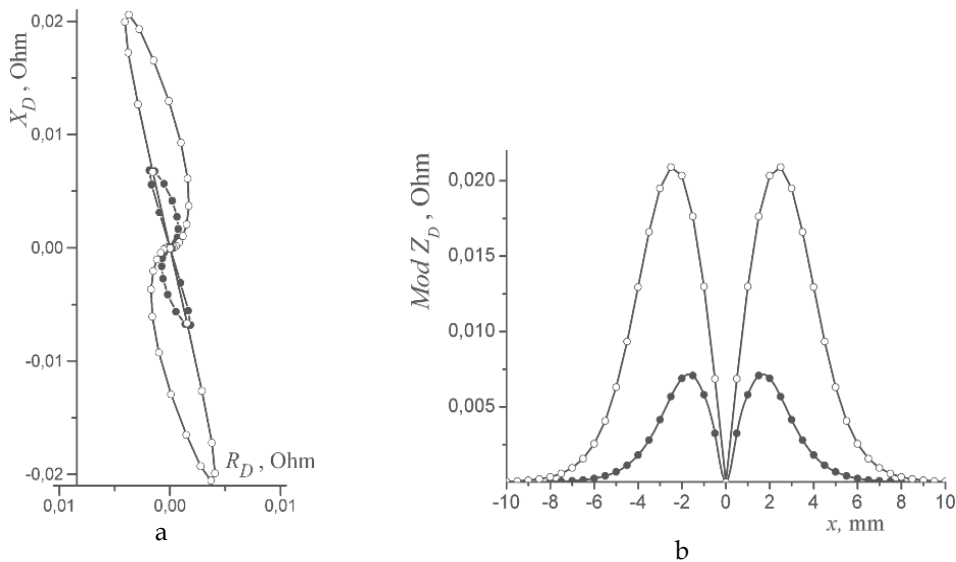 0,02
0,01
0,00
-0,01
-0,02
X_D, Ohm
R_D, Ohm
0,01 0,00 0,01
a
0,020
0,015
0,010
0,005
Mod Z_D, Ohm
-10 -8 -6 -4 -2 0 2 4 6 8 10
x, mm
b